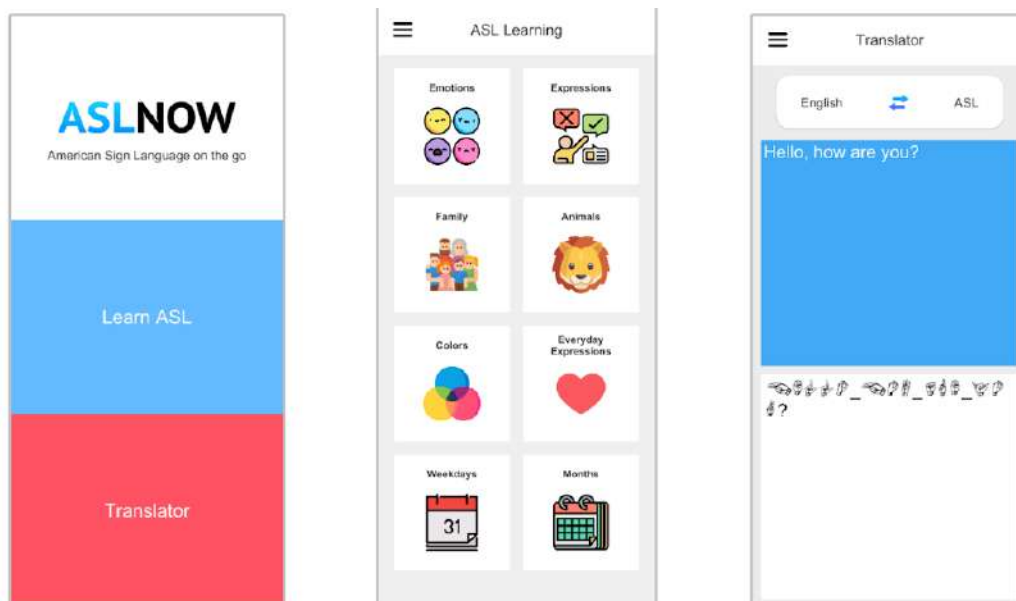 ASLNOW
American Sign Language on the go
Learn ASL
Translator
ASL Learning
Emotions
Expressions
Family
Animals
Colors
Everyday
Expressions
Weekdays
31
Months
Translator
English
ASL
Hello, how are you?
?